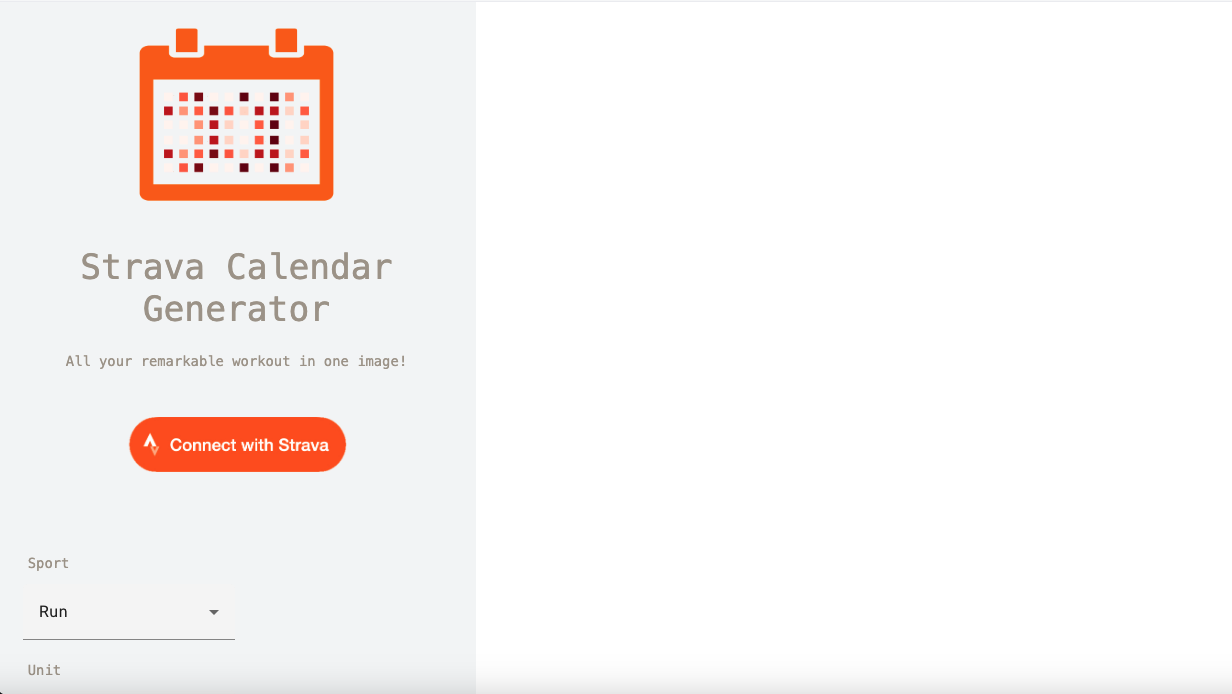 Strava Calendar
Generator
All your remarkable workout in one image!
Connect with Strava
Sport
Run
Unit